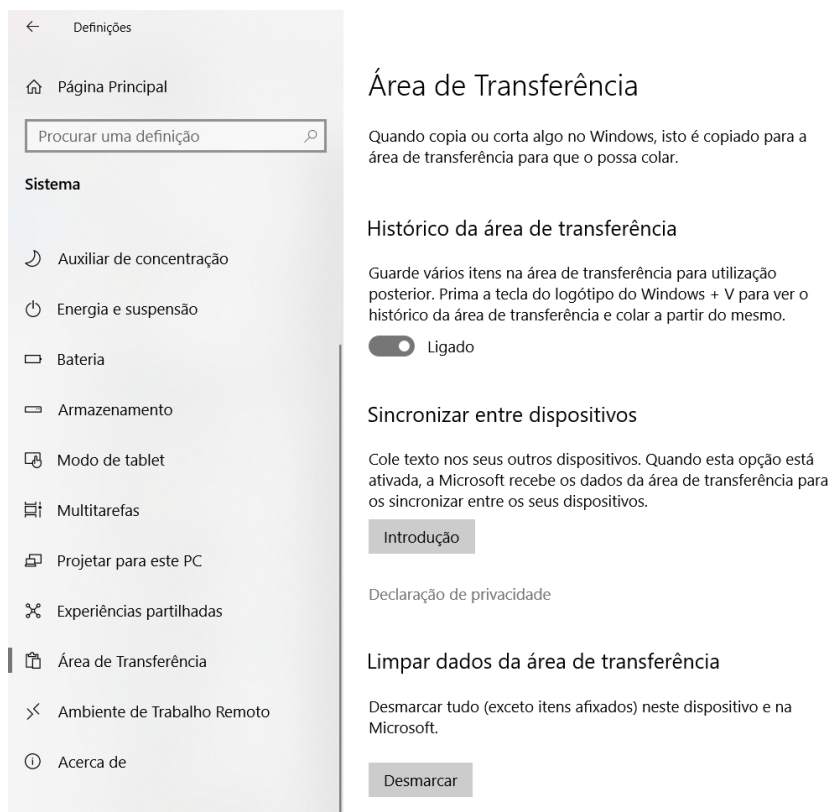 Definições
Página Principal
Procurar uma definição
Sistema
Auxiliar de concentração
Energia e suspensão
Bateria
Armazenamento
Modo de tablet
Multitarefas
Projetar para este PC
Experiências partilhadas
Área de Transferência
Ambiente de Trabalho Remoto
Acerca de
Área de Transferência
Quando copia ou corta algo no Windows, isto é copiado para a
área de transferência para que o possa colar.
Histórico da área de transferência
Guarde vários itens na área de transferência para utilização
posterior. Prima a tecla do logótipo do Windows + V para ver o
histórico da área de transferência e colar a partir do mesmo.
Ligado
Sincronizar entre dispositivos
Cole texto nos seus outros dispositivos. Quando esta opção está
ativada, a Microsoft recebe os dados da área de transferência para
os sincronizar entre os seus dispositivos.
Introdução
Declaração de privacidade
Limpar dados da área de transferência
Desmarcar tudo (exceto itens afixados) neste dispositivo e na
Microsoft.
Desmarcar